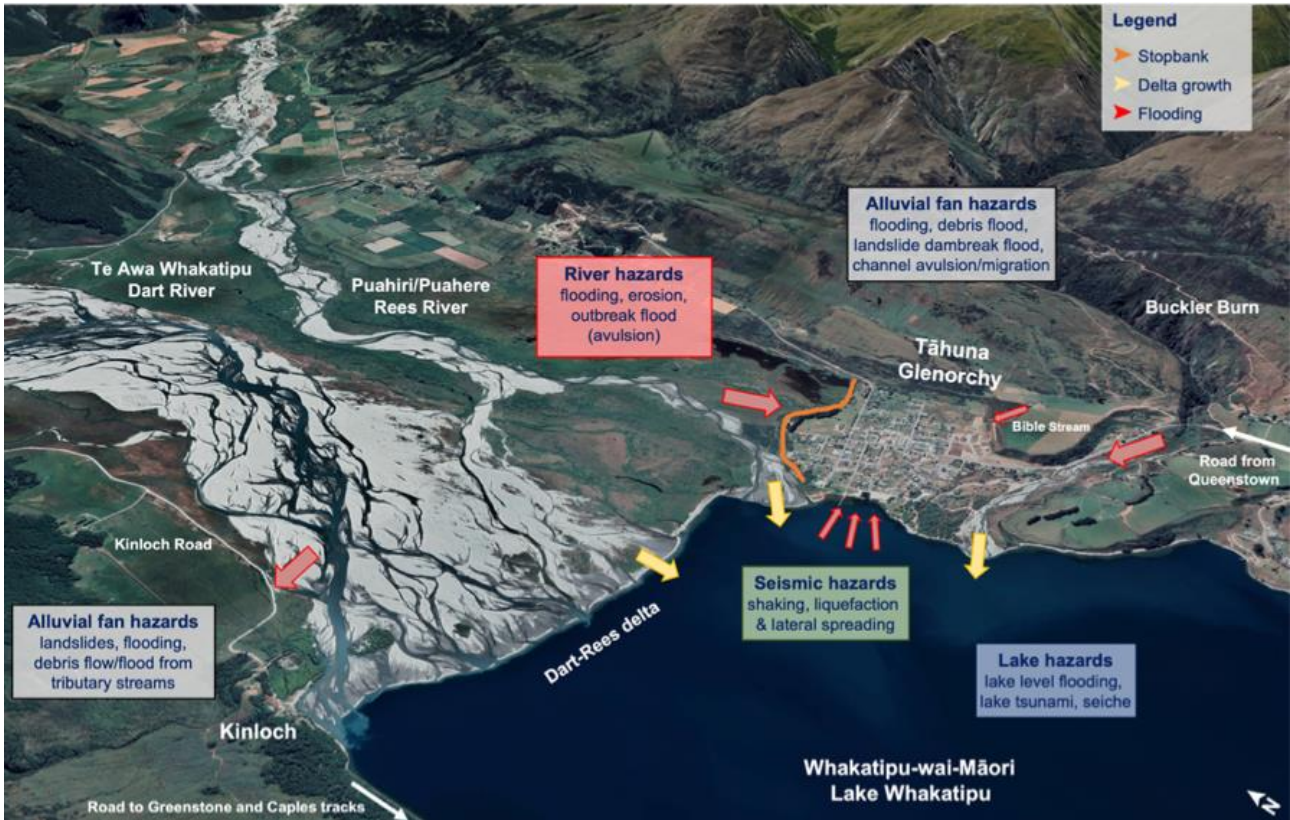 Legend
Stopbank
Delta growth
Flooding
Alluvial fan hazards
flooding, debris flood,
landslide dambreak flood,
channel avulsion/migration
Te Awa Whakatipu
Dart River
Puahiri/Puahere
Rees River
River hazards
flooding, erosion,
outbreak flood
(avulsion)
Buckler Burn
Tāhuna
Glenorchy
Bible Stream
Road from
Queenstown
Kinloch Road
Seismic hazards
shaking, liquefaction
& lateral spreading
Alluvial fan hazards
landslides, flooding,
debris flow/flood from
tributary streams
Dart-Rees delta
Lake hazards
lake level flooding,
lake tsunami, seiche
Kinloch
Whakatipu-wai-Māori
Lake Whakatipu
Road to Greenstone and Caples tracks
N